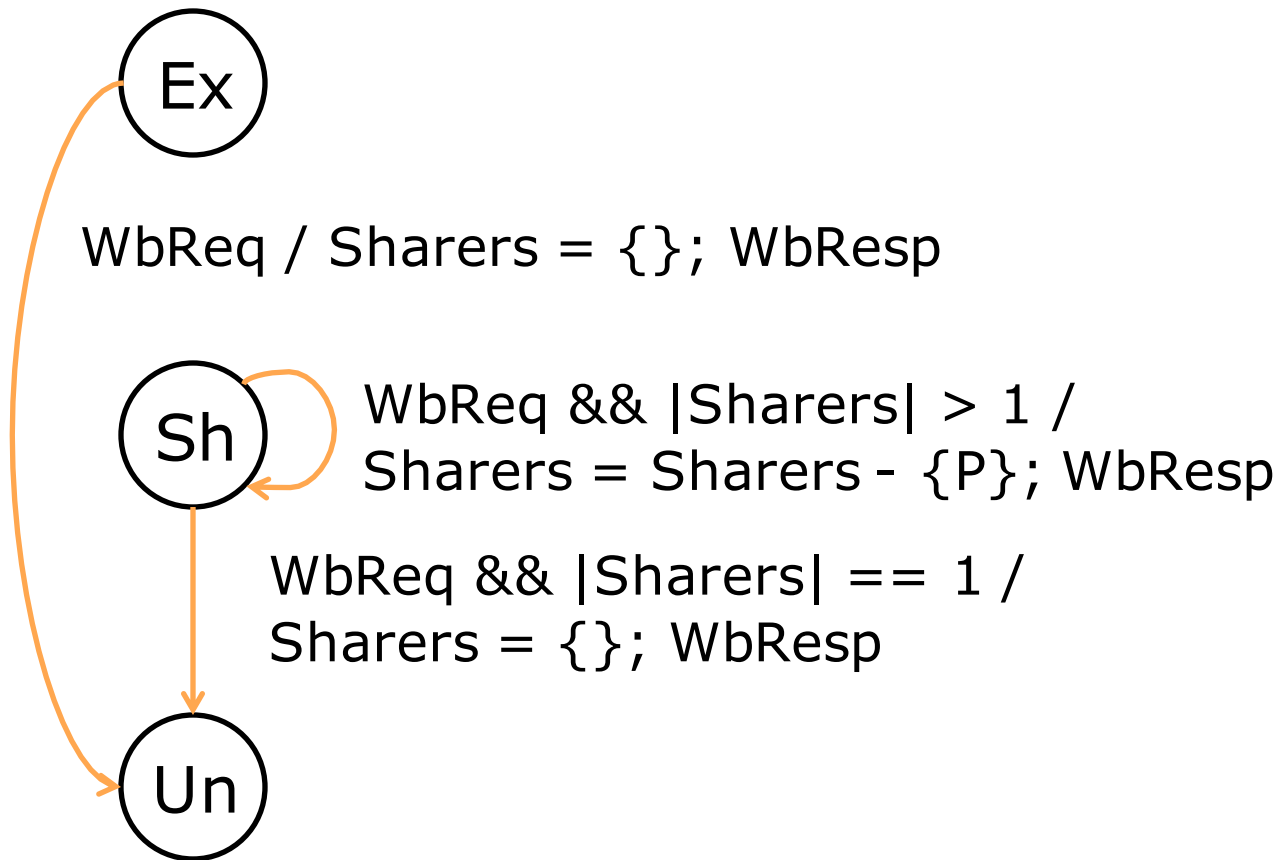 Ex
WbReq / Sharers = {}; WbResp
Sh
WbReq && |Sharers| > 1 /
Sharers = Sharers - {P}; WbResp
WbReq && |Sharers| == 1 /
Sharers = {}; WbResp
Un